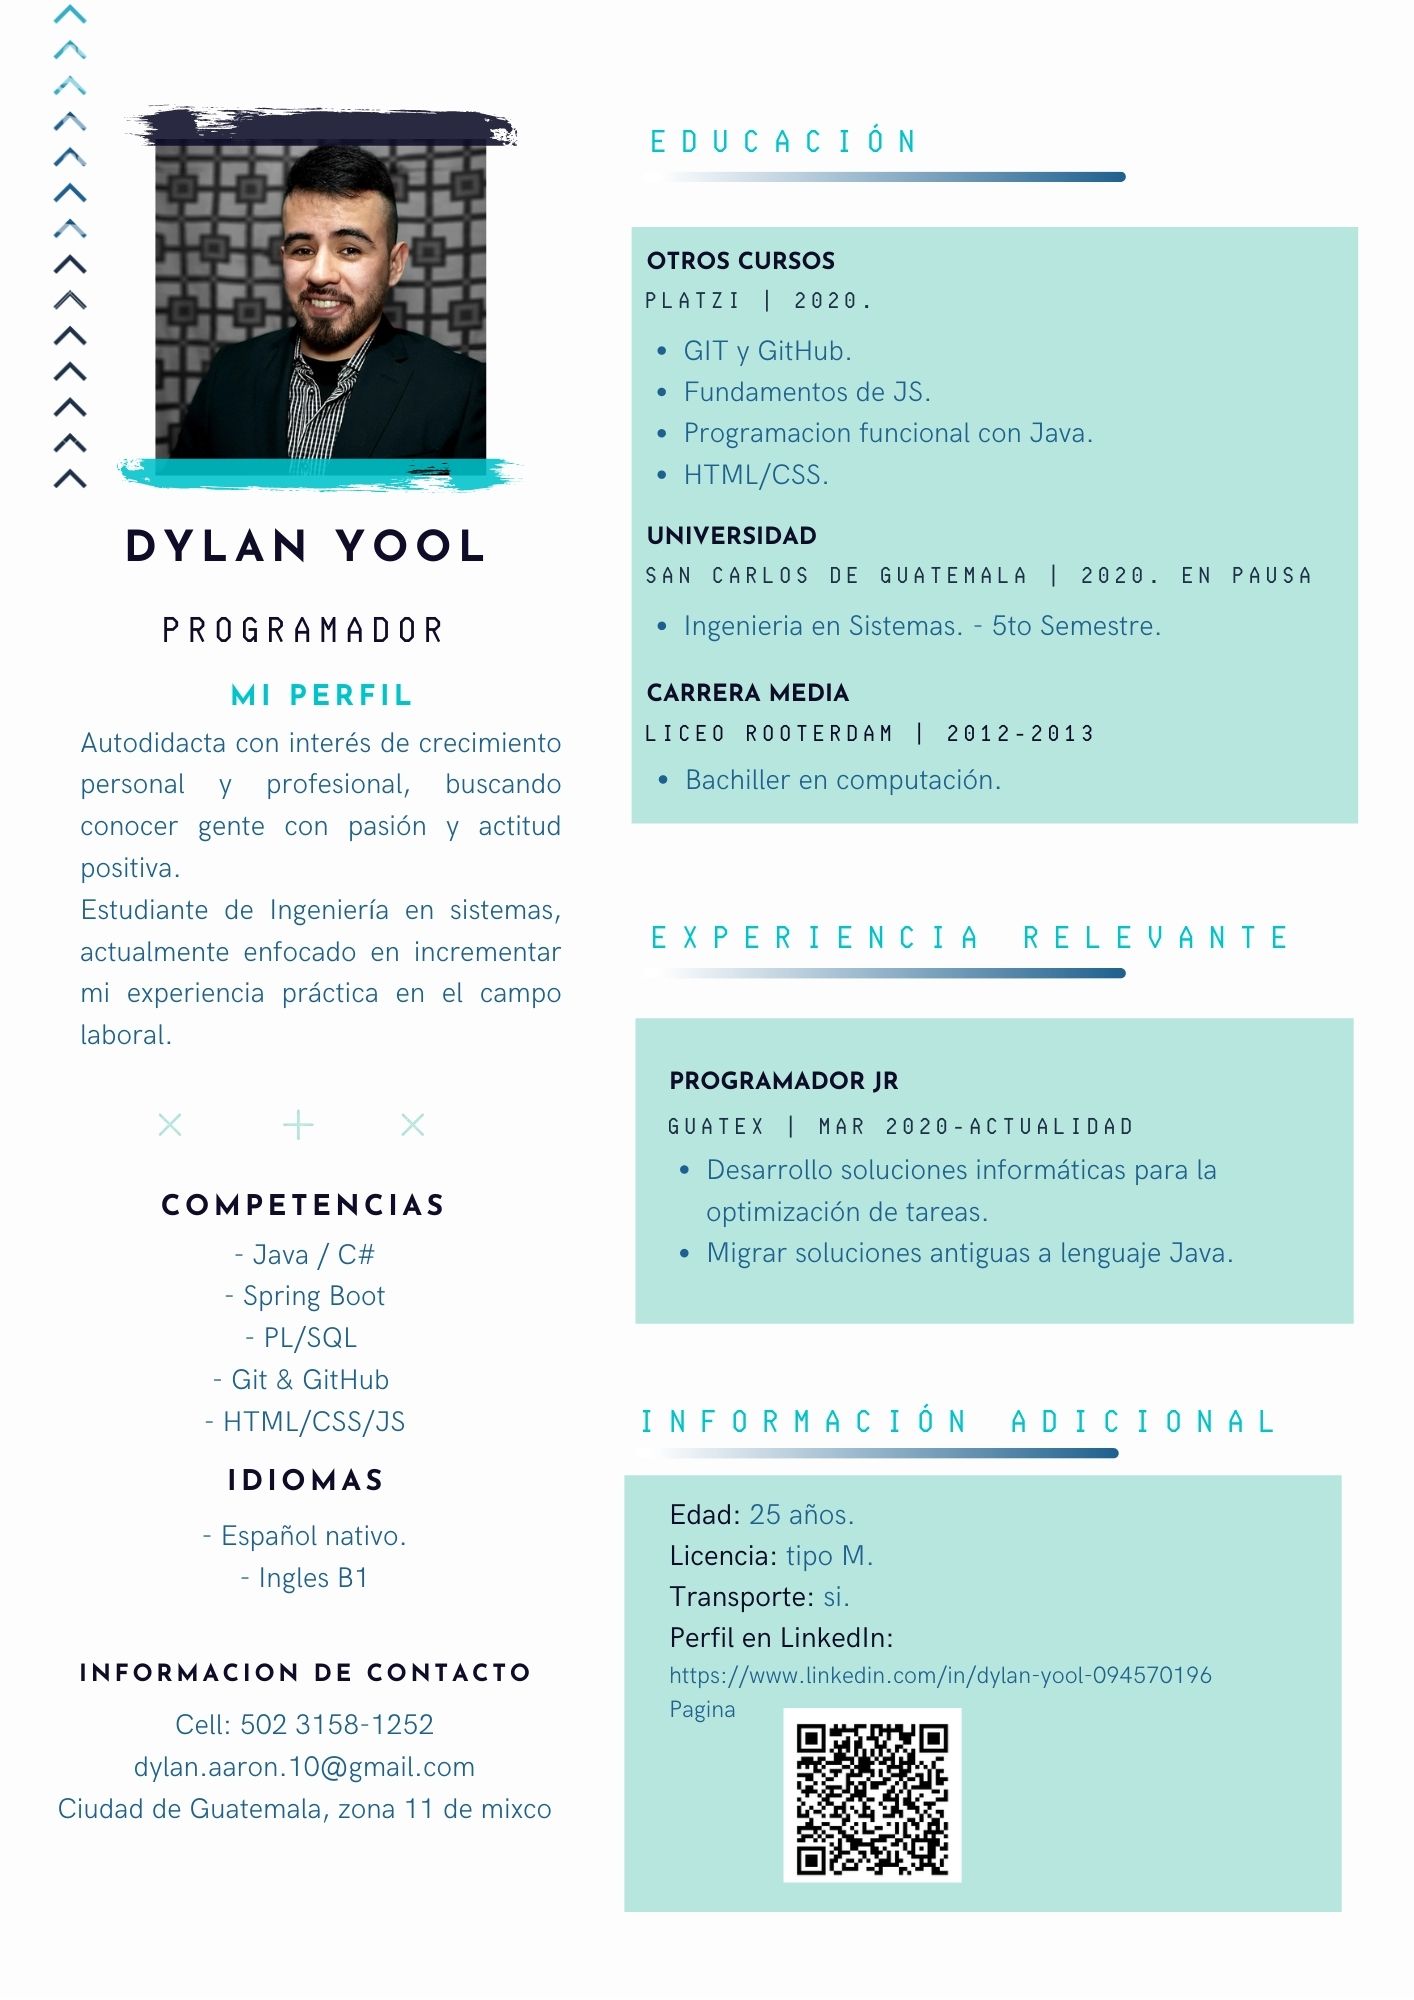 DYLAN YOOL
PROGRAMADOR
MI PERFIL
Autodidacta con interés de crecimiento
personal y profesional, buscando
conocer gente con pasión y actitud
positiva.
Estudiante de Ingeniería en sistemas,
actualmente enfocado en incrementar
mi experiencia práctica en el campo
laboral.
COMPETENCIAS
- Java / C#
- Spring Boot
- PL/SQL
- Git & GitHub
- HTML/CSS/JS
IDIOMAS
- Español nativo.
- Ingles B1
INFORMACION DE CONTACTO
Cell: 502 3158-1252
dylan.aaron.10@gmail.com
Ciudad de Guatemala, zona 11 de mixco
EDUCACIÓN
OTROS CURSOS
PLATZI | 2020.
• GIT y GitHub.
• Fundamentos de JS.
• Programacion funcional con Java.
• HTML/CSS.
UNIVERSIDAD
SAN CARLOS DE GUATEMALA | 2020. EN PAUSA
• Ingenieria en Sistemas. - 5to Semestre.
CARRERA MEDIA
LICEO ROOTERDAM | 2012-2013
• Bachiller en computación.
EXPERIENCIA RELEVANTE
PROGRAMADOR JR
GUATEX | MAR 2020-ACTUALIDAD
• Desarrollo soluciones informáticas para la
optimización de tareas.
• Migrar soluciones antiguas a lenguaje Java.
INFORMACIÓN ADICIONAL
Edad: 25 años.
Licencia: tipo M.
Transporte: si.
Perfil en LinkedIn:
https://www.linkedin.com/in/dylan-yool-094570196
Pagina